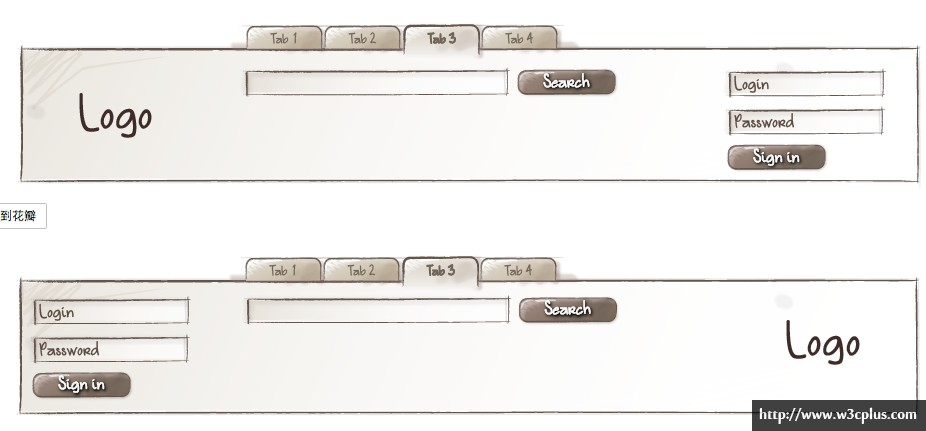 Tab 1 Tab 2 Tab 3 Tab 4
Search
Login
Logo
Password
Sign in
到花瓣
Tab 1 Tab 2 Tab 3 Tab 4
Login
Search
Password
Logo
Sign in
http://www.w3cplus.com